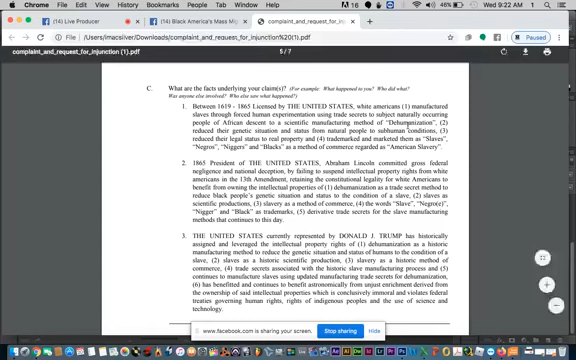 Chrome File Edit View History Bookmarks People Tab Window Help
16
46%
Wed 9:22 AM
(14) Live Producer
(14) Black America's Mass Mig
complaint_and_request_for_inj
/Users/imacsilver/Downloads/complaint_and_request_for_injunction%20(1).pdf
Paused
complaint_and_request_for_injunction (1).pdf
5 / 7
C. What are the facts underlying your claim(s)? (For example: What happened to you? Who did what?
Was anyone else involved? Who else saw what happened?)
1. Between 1619 - 1865 Licensed by THE UNITED STATES, white americans (1) manufactured
slaves through forced human experimentation using trade secrets to subject naturally occurring
people of African descent to a scientific manufacturing method of "Dehumanization", (2)
reduced their genetic situation and status from natural people to subhuman conditions, (3)
reduced their legal status to real property and (4) trademarked and marketed them as "Slaves",
"Negros", "Niggers" and "Blacks" as a method of commerce regarded as "American Slavery".
2. 1865 President of THE UNITED STATES, Abraham Lincoln committed gross federal
negligence and national deception, by failing to suspend intellectual property rights from white
americans in the 13th Amendment, retaining the constitutional legality for white Americans to
benefit from owning the intellectual properties of (1) dehumanization as a trade secret method to
reduce black people's genetic situation and status to the condition of a slave, (2) slaves as
scientific productions, (3) slavery as a method of commerce, (4) the words "Slave", "Negro(e)",
"Nigger" and "Black" as trademarks, (5) derivative trade secrets for the slave manufacturing
methods that continues to this day.
3. THE UNITED STATES currently represented by DONALD J. TRUMP has historically
assigned and leveraged the intellectual property rights of (1) dehumanization as a historic
manufacturing method to reduce the genetic situation and status of humans to the condition of a
slave, (2) slaves as a historic scientific production, (3) slavery as a historic method of
commerce, (4) trade secrets associated with the historic slave manufacturing process and (5)
continues to manufacture slaves using updated manufacturing trade secrets for dehumanization,
(6) has benefitted and continues to benefit astronomically from unjust enrichment derived from
the ownership of said intellectual properties which is conclusively immoral and violates federal
treaties governing human rights, rights of indigenous peoples and the use of science and
technology.
www.facebook.com is sharing your screen.
Stop sharing
Hide